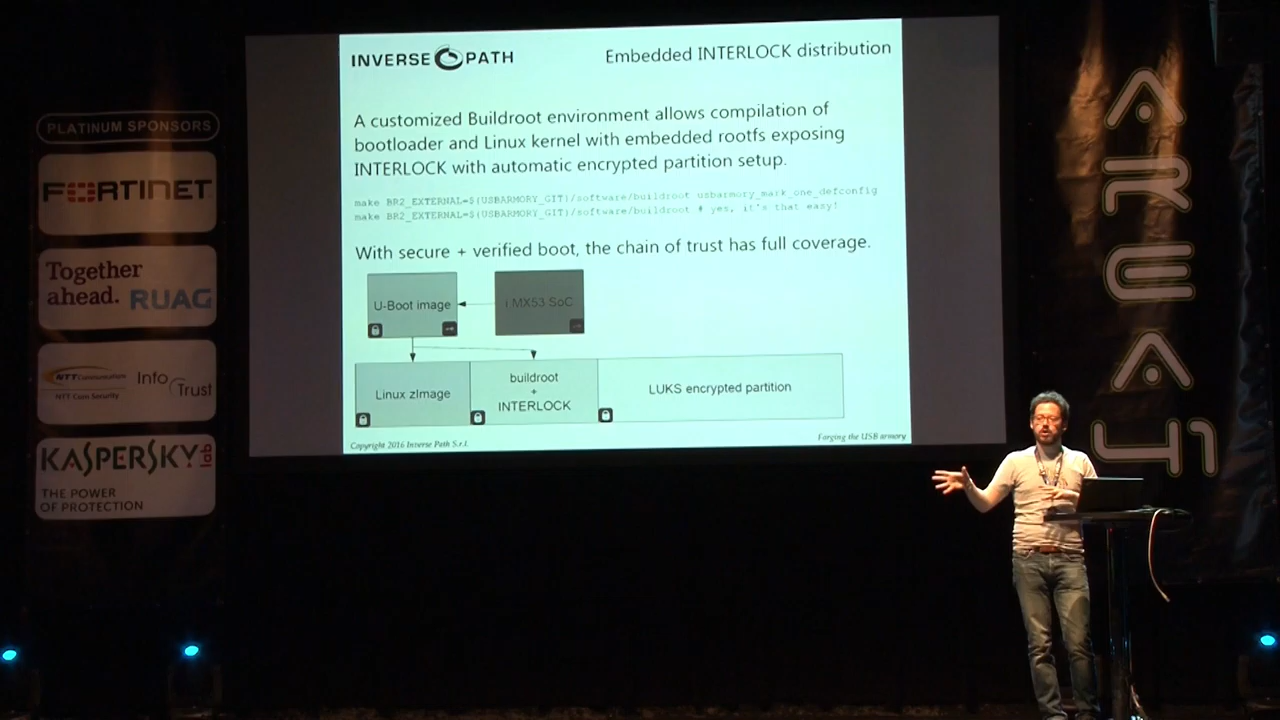 PLATINUM SPONSORS
FORTINET
Together
ahead. RUAG
NTT Communications
NTT Com Security
Info
Trust
KASPERSKY lab
THE POWER
OF PROTECTION
INVERSE PATH
Embedded INTERLOCK distribution
A customized Buildroot environment allows compilation of
bootloader and Linux kernel with embedded rootfs exposing
INTERLOCK with automatic encrypted partition setup.
make BR2_EXTERNAL=$(USBARMORY_GIT)/software/buildroot usbarmory_mark_one_defconfig
make BR2_EXTERNAL=$(USBARMORY_GIT)/software/buildroot # yes, it's that easy!
With secure + verified boot, the chain of trust has full coverage.
U-Boot image
i.MX53 SoC
Linux zImage
buildroot
+
INTERLOCK
LUKS encrypted partition
Copyright 2016 Inverse Path S.r.l.
Forging the USB armory
AREA41